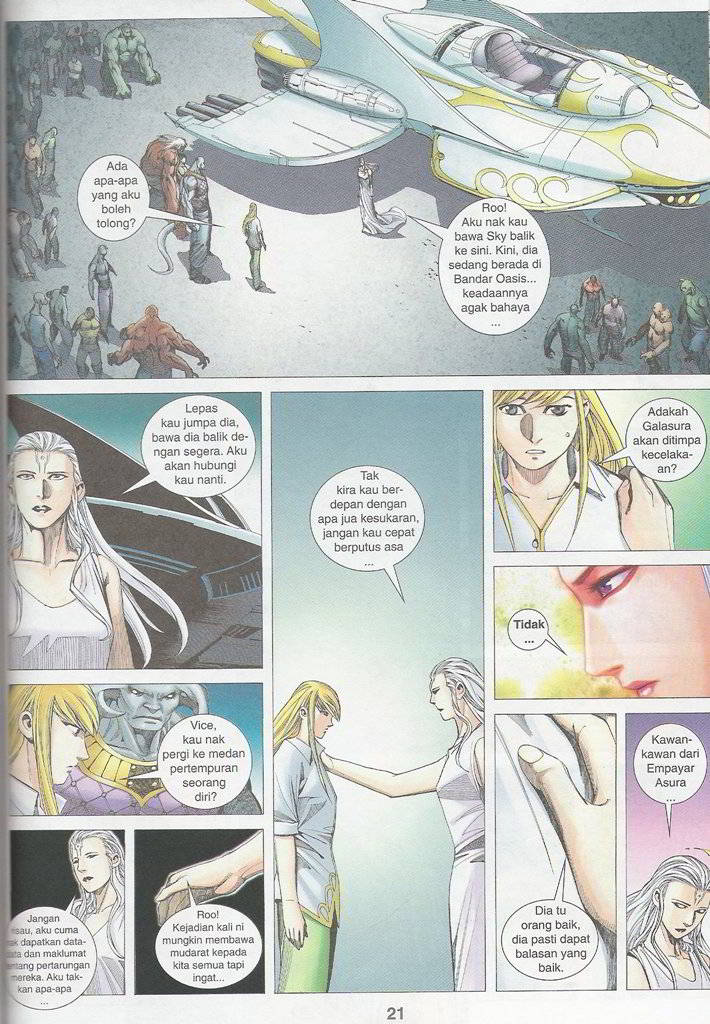 Ada
apa-apa
yang aku
boleh
tolong?
Roo!
Aku nak kau
bawa Sky balik
ke sini. Kini, dia
sedang berada di
Bandar Oasis...
keadaannya
agak bahaya
...
Lepas
kau jumpa dia,
bawa dia balik de-
ngan segera. Aku
akan hubungi
kau nanti.
Vice,
kau nak
pergi ke medan
pertempuran
seorang
diri?
Jangan
aku cuma
dapatkan data-
data dan maklumat
tentang pertarungan
mereka. Aku tak-
kan apa-apa
...
Roo!
Kejadian kali ni
mungkin membawa
mudarat kepada
kita semua tapi
ingat...
Tak
kira kau ber-
depan dengan
apa jua kesukaran,
jangan kau cepat
berputus asa
...
Adakah
Galasura
akan ditimpa
kecelaka-
an?
Tidak
...
Dia tu
orang baik,
dia pasti dapat
balasan yang
baik.
Kawan-
kawan dari
Empayar
Asura
...
21